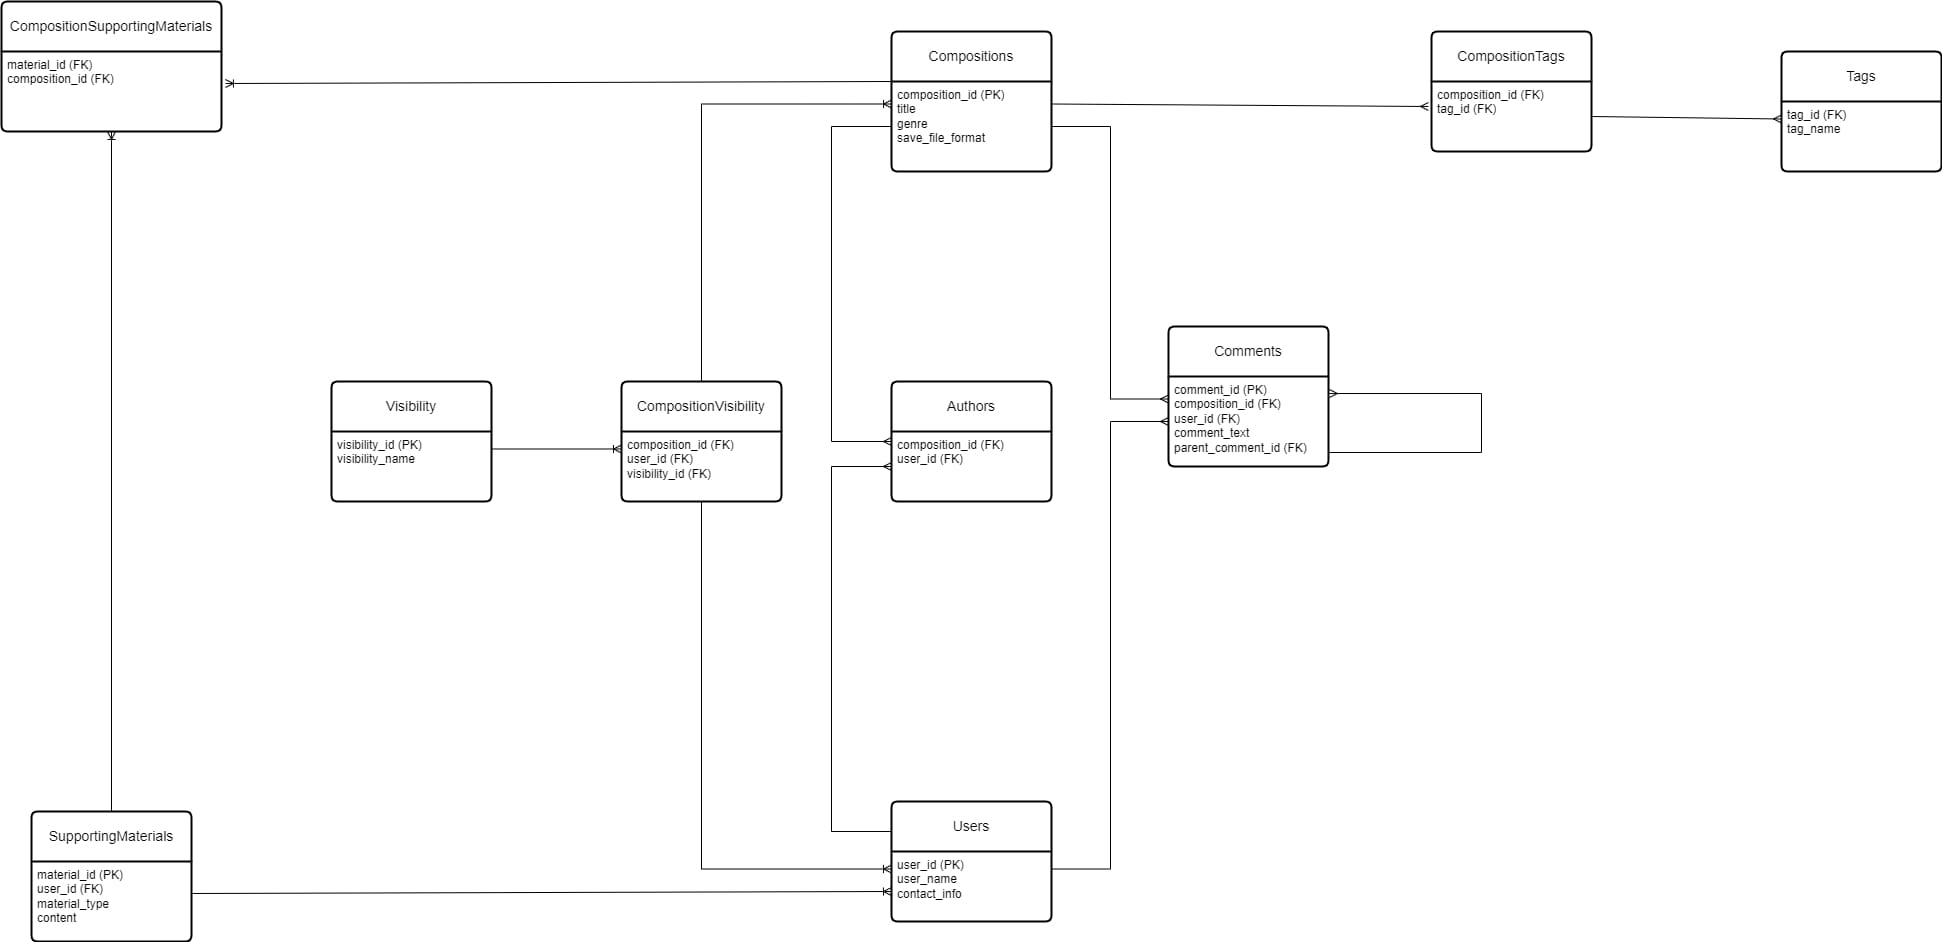 CompositionSupportingMaterials
material_id (FK)
composition_id (FK)
Compositions
composition_id (PK)
title
genre
save_file_format
CompositionTags
composition_id (FK)
tag_id (FK)
Tags
tag_id (FK)
tag_name
Visibility
visibility_id (PK)
visibility_name
CompositionVisibility
composition_id (FK)
user_id (FK)
visibility_id (FK)
Authors
composition_id (FK)
user_id (FK)
Comments
comment_id (PK)
composition_id (FK)
user_id (FK)
comment_text
parent_comment_id (FK)
SupportingMaterials
material_id (PK)
user_id (FK)
material_type
content
Users
user_id (PK)
user_name
contact_info